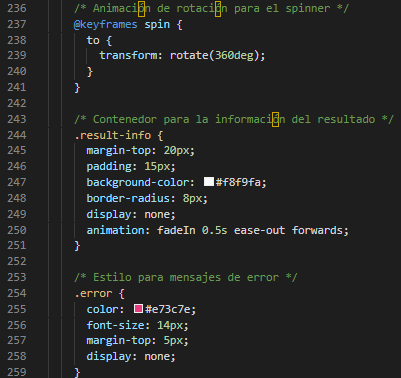 236 /* Animación de rotación para el spinner */
237 @keyframes spin {
238 to {
239 transform: rotate(360deg);
240 }
241 }
242
243 /* Contenedor para la información del resultado */
244 .result-info {
245 margin-top: 20px;
246 padding: 15px;
247 background-color: #f8f9fa;
248 border-radius: 8px;
249 display: none;
250 animation: fadeIn 0.5s ease-out forwards;
251 }
252
253 /* Estilo para mensajes de error */
254 .error {
255 color: #e73c7e;
256 font-size: 14px;
257 margin-top: 5px;
258 display: none;
259 }